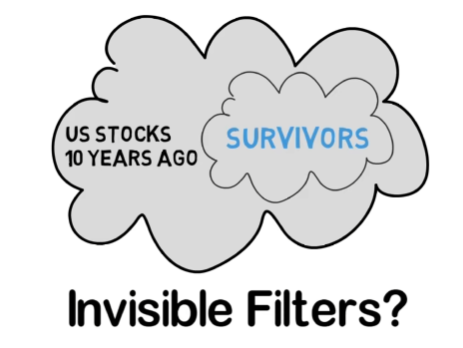 US STOCKS
10 YEARS AGO
SURVIVORS
Invisible Filters?